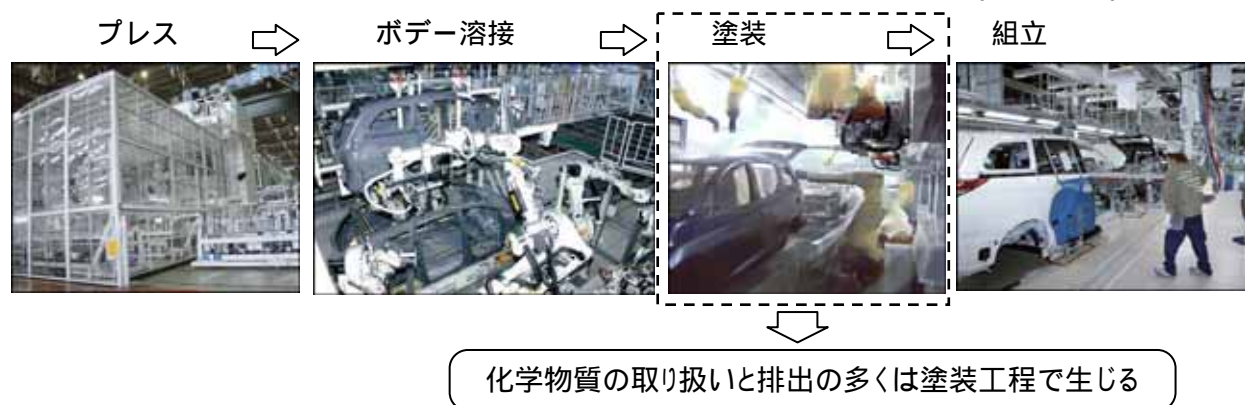 プレス
ボデー溶接
塗装
組立
化学物質の取り扱いと排出の多くは塗装工程で生じる